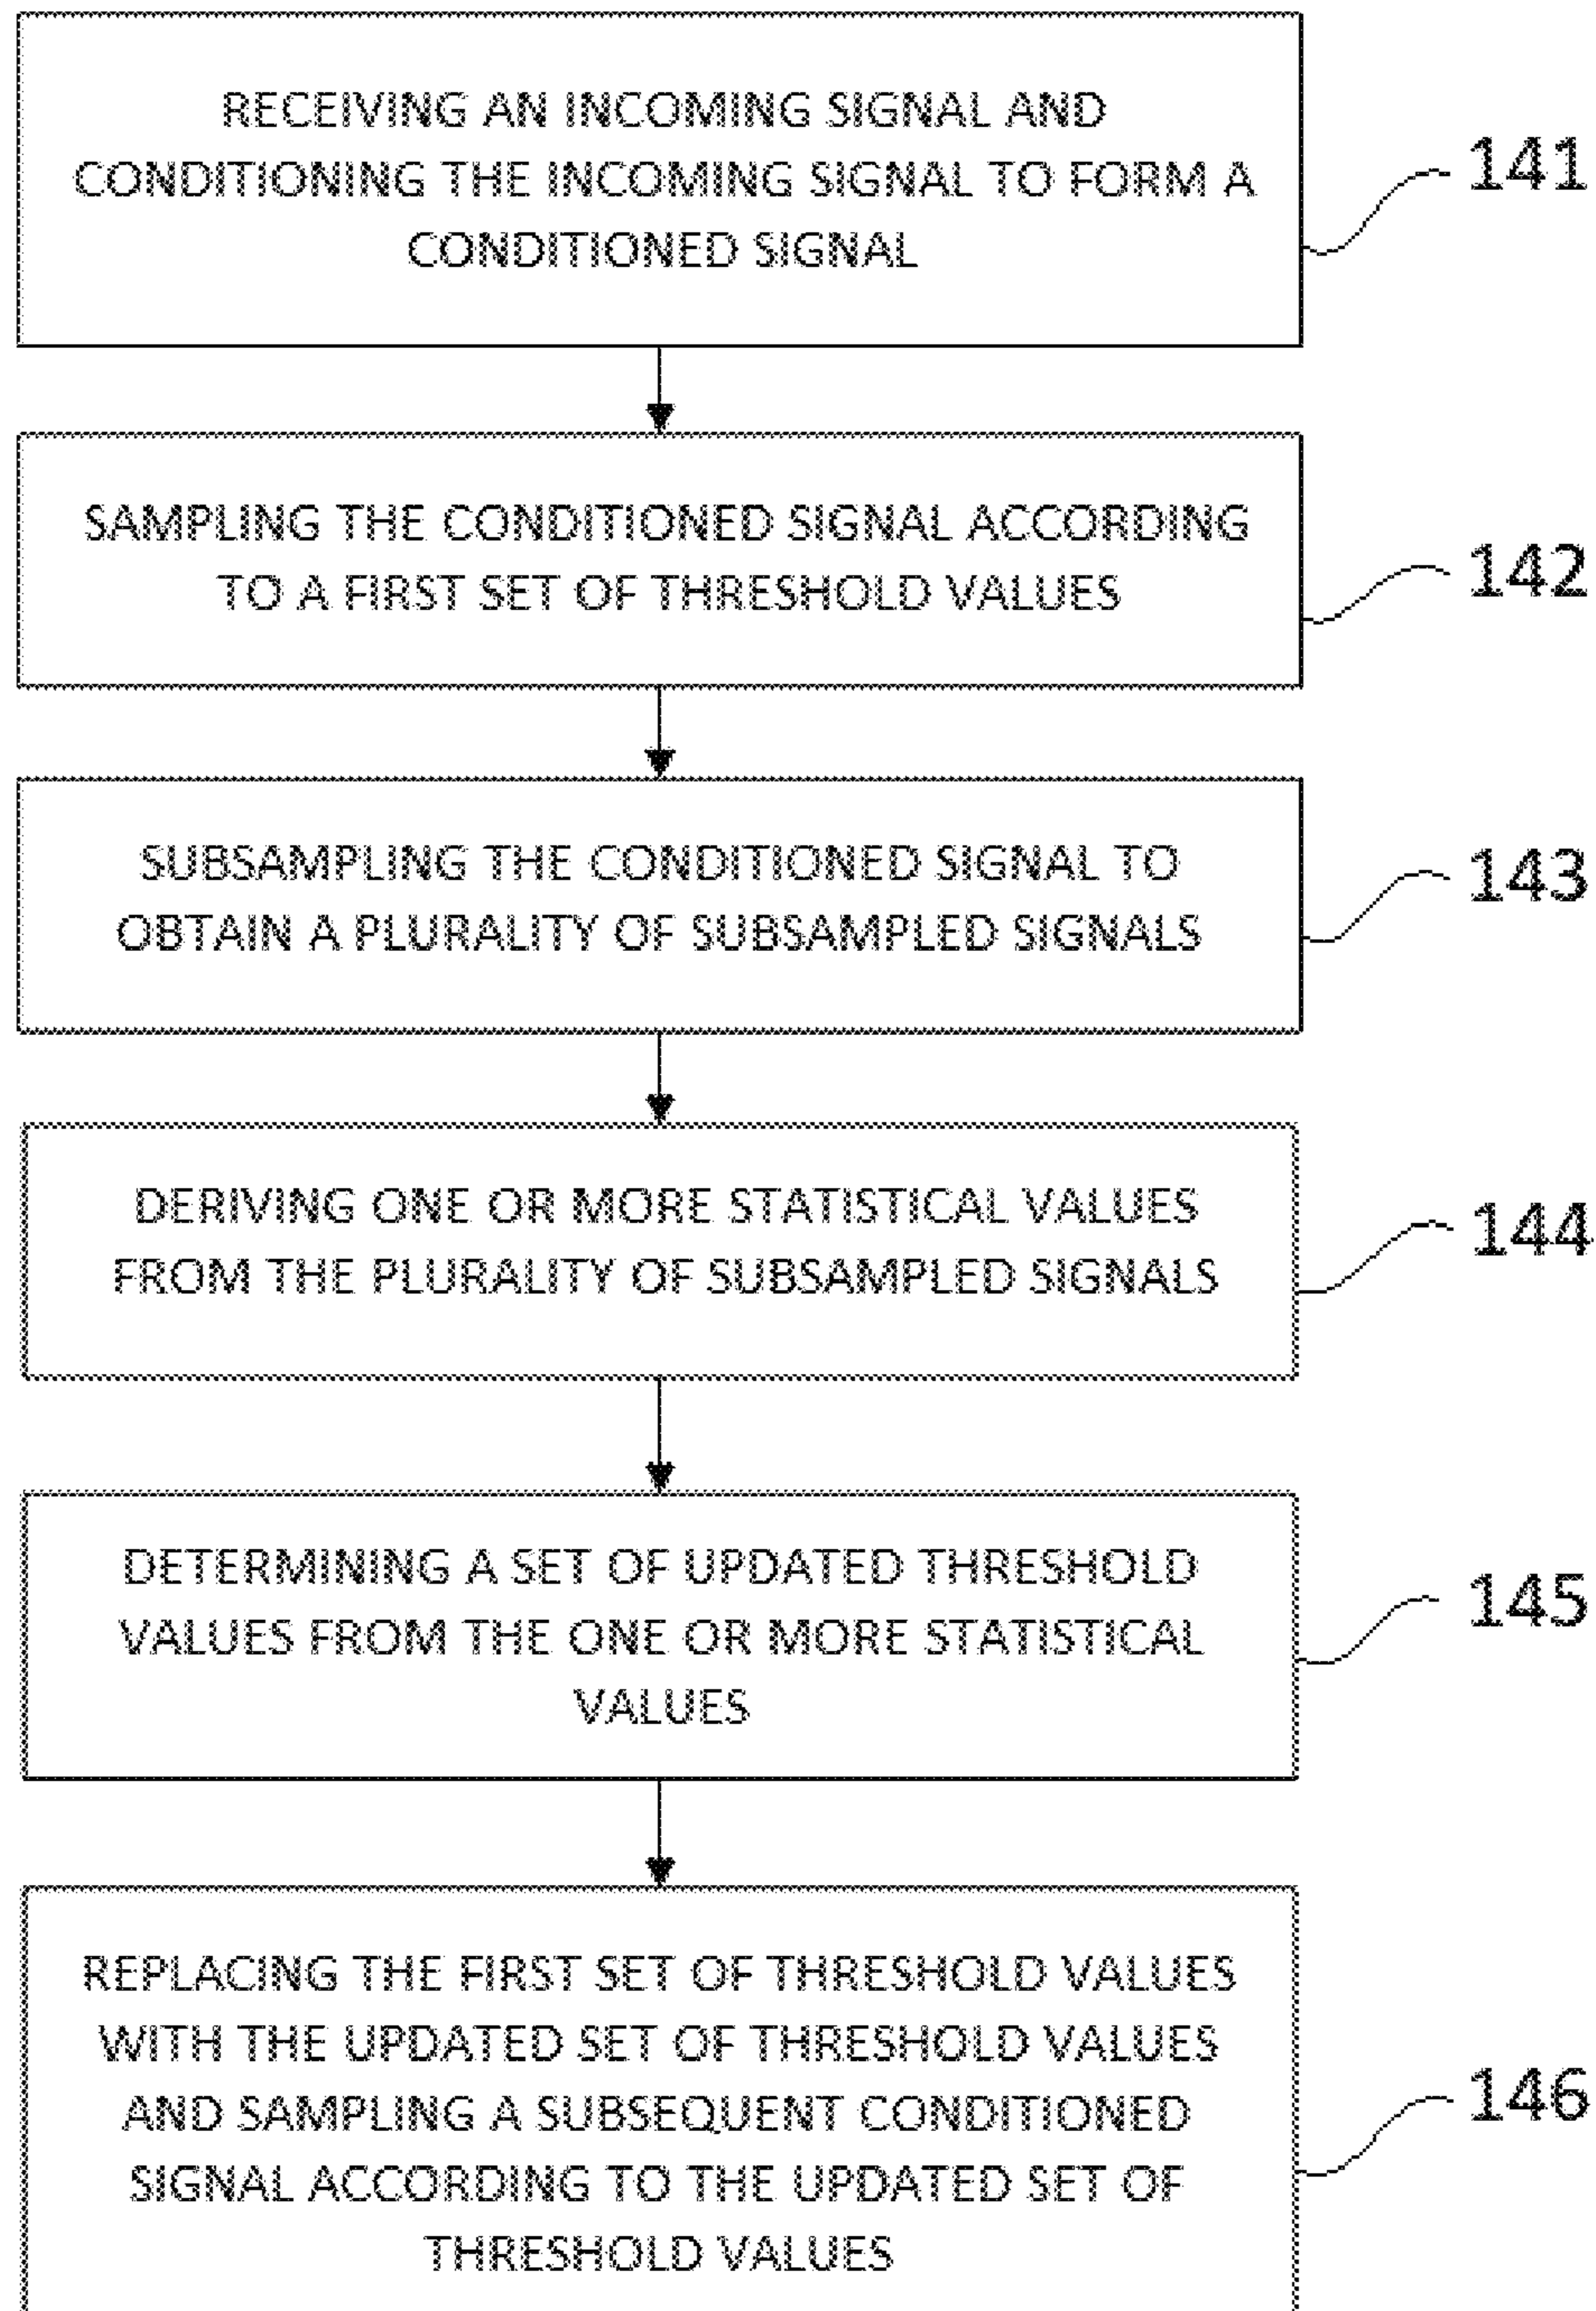 RECEIVING AN INCOMING SIGNAL AND
CONDITIONING THE INCOMING SIGNAL TO FORM A
CONDITIONED SIGNAL
141
SAMPLING THE CONDITIONED SIGNAL ACCORDING
TO A FIRST SET OF THRESHOLD VALUES
142
SUBSAMPLING THE CONDITIONED SIGNAL TO
OBTAIN A PLURALITY OF SUBSAMPLED SIGNALS
143
DERIVING ONE OR MORE STATISTICAL VALUES
FROM THE PLURALITY OF SUBSAMPLED SIGNALS
144
DETERMINING A SET OF UPDATED THRESHOLD
VALUES FROM THE ONE OR MORE STATISTICAL
VALUES
145
REPLACING THE FIRST SET OF THRESHOLD VALUES
WITH THE UPDATED SET OF THRESHOLD VALUES
AND SAMPLING A SUBSEQUENT CONDITIONED
SIGNAL ACCORDING TO THE UPDATED SET OF
THRESHOLD VALUES
146